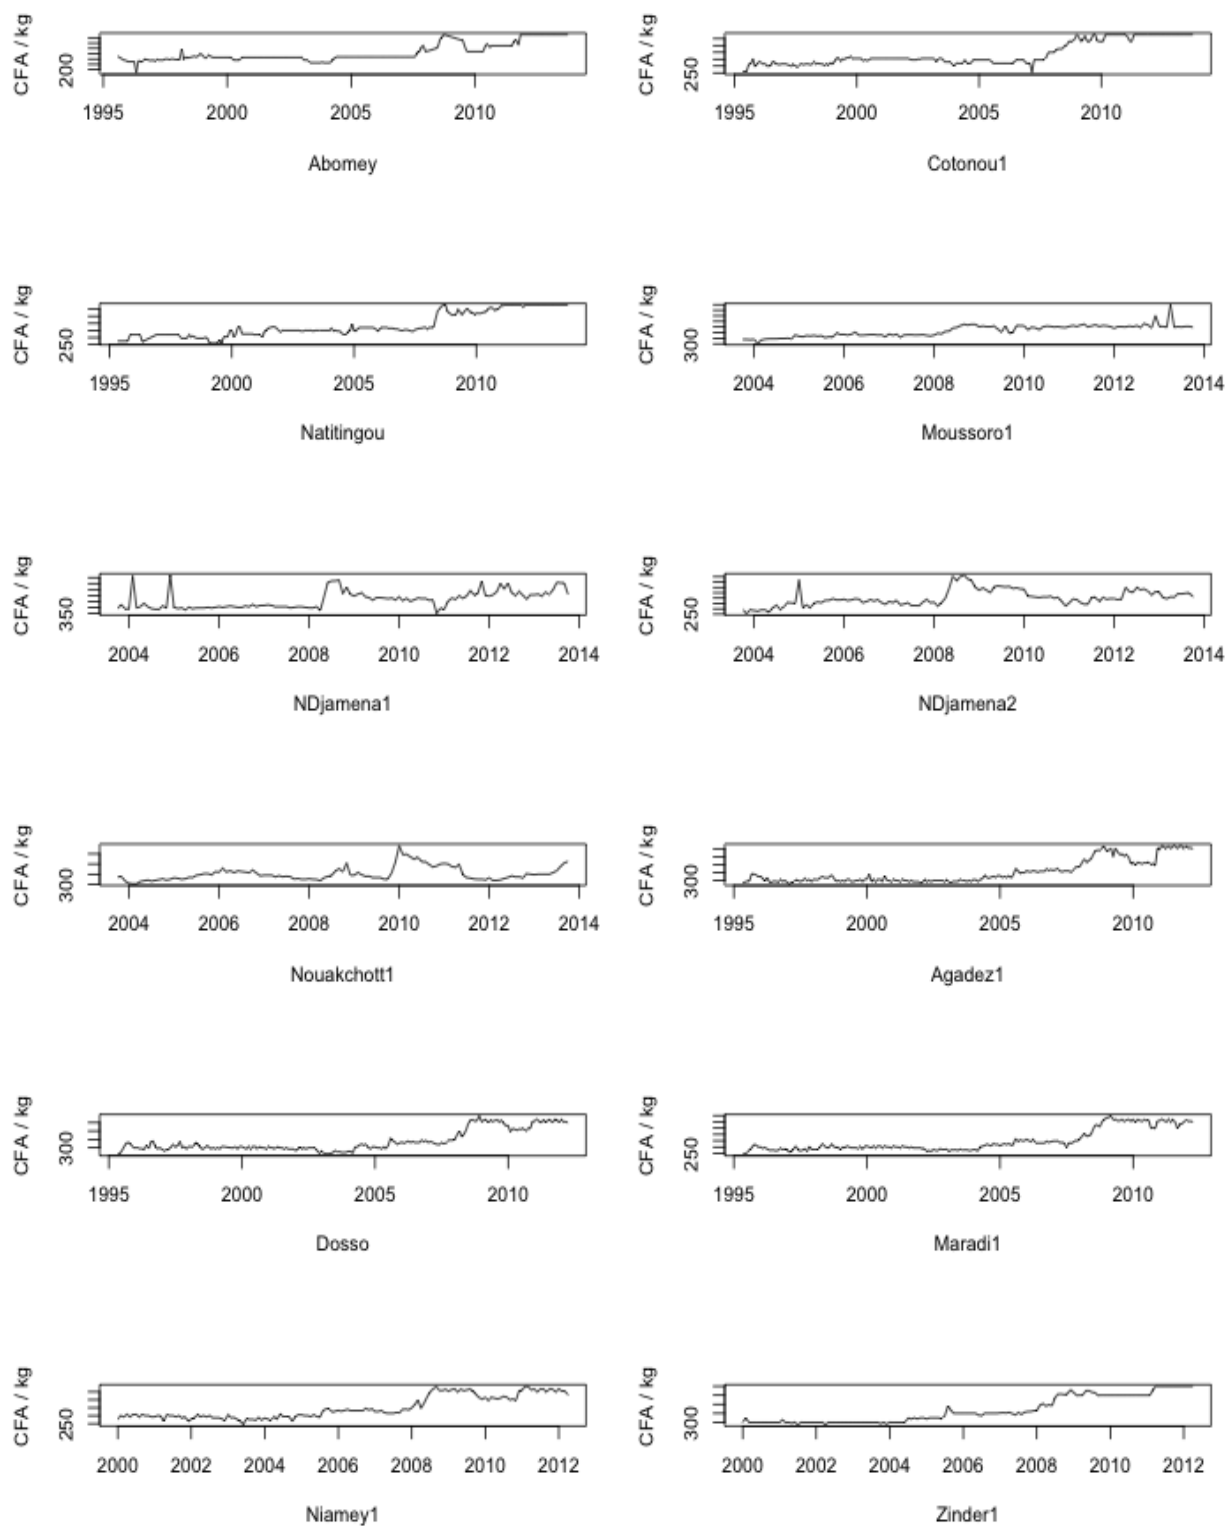 CFA / kg
200
1995 2000 2005 2010
Abomey
CFA / kg
250
1995 2000 2005 2010
Cotonou1
CFA / kg
250
1995 2000 2005 2010
Natitingou
CFA / kg
300
2004 2006 2008 2010 2012 2014
Moussoro1
CFA / kg
350
2004 2006 2008 2010 2012 2014
NDjamena1
CFA / kg
250
2004 2006 2008 2010 2012 2014
NDjamena2
CFA / kg
300
2004 2006 2008 2010 2012 2014
Nouakchott1
CFA / kg
300
1995 2000 2005 2010
Agadez1
CFA / kg
300
1995 2000 2005 2010
Dosso
CFA / kg
250
1995 2000 2005 2010
Maradi1
CFA / kg
250
2000 2002 2004 2006 2008 2010 2012
Niamey1
CFA / kg
300
2000 2002 2004 2006 2008 2010 2012
Zinder1